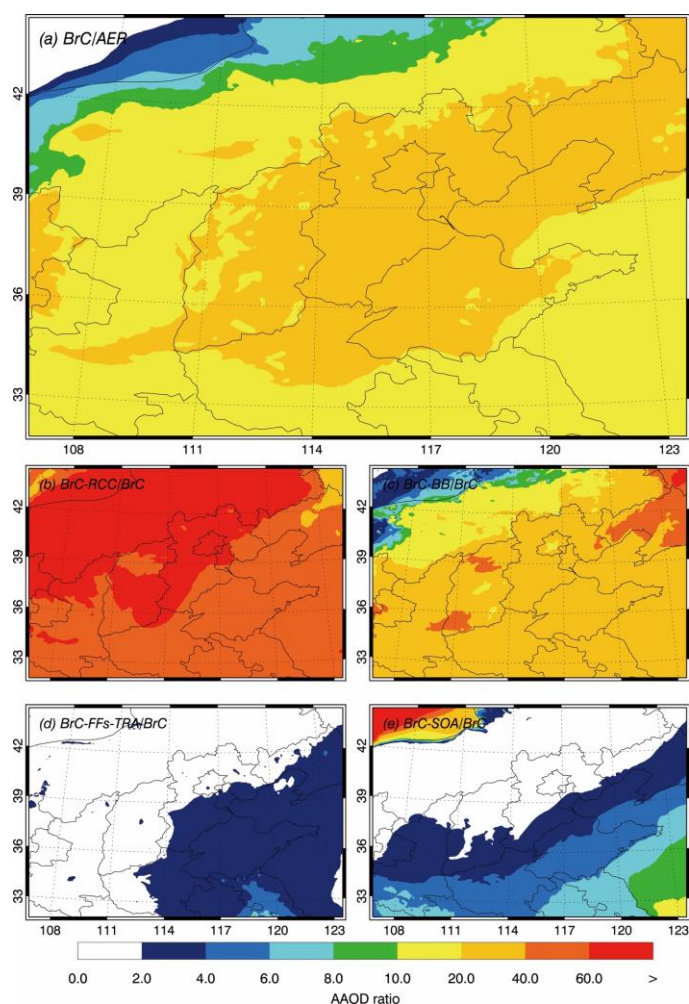 (a) BrC/AER
42
39
36
33
108 111 114 117 120 123
(b) BrC-RCC/BrC
(c) BrC-BB/BrC
42
39
36
33
42
39
36
33
(d) BrC-FFs-TRA/BrC
(e) BrC-SOA/BrC
42
39
36
33
42
39
36
33
108 111 114 117 120 123
108 111 114 117 120 123
0.0 2.0 4.0 6.0 8.0 10.0 20.0 40.0 60.0 >
AAOD ratio